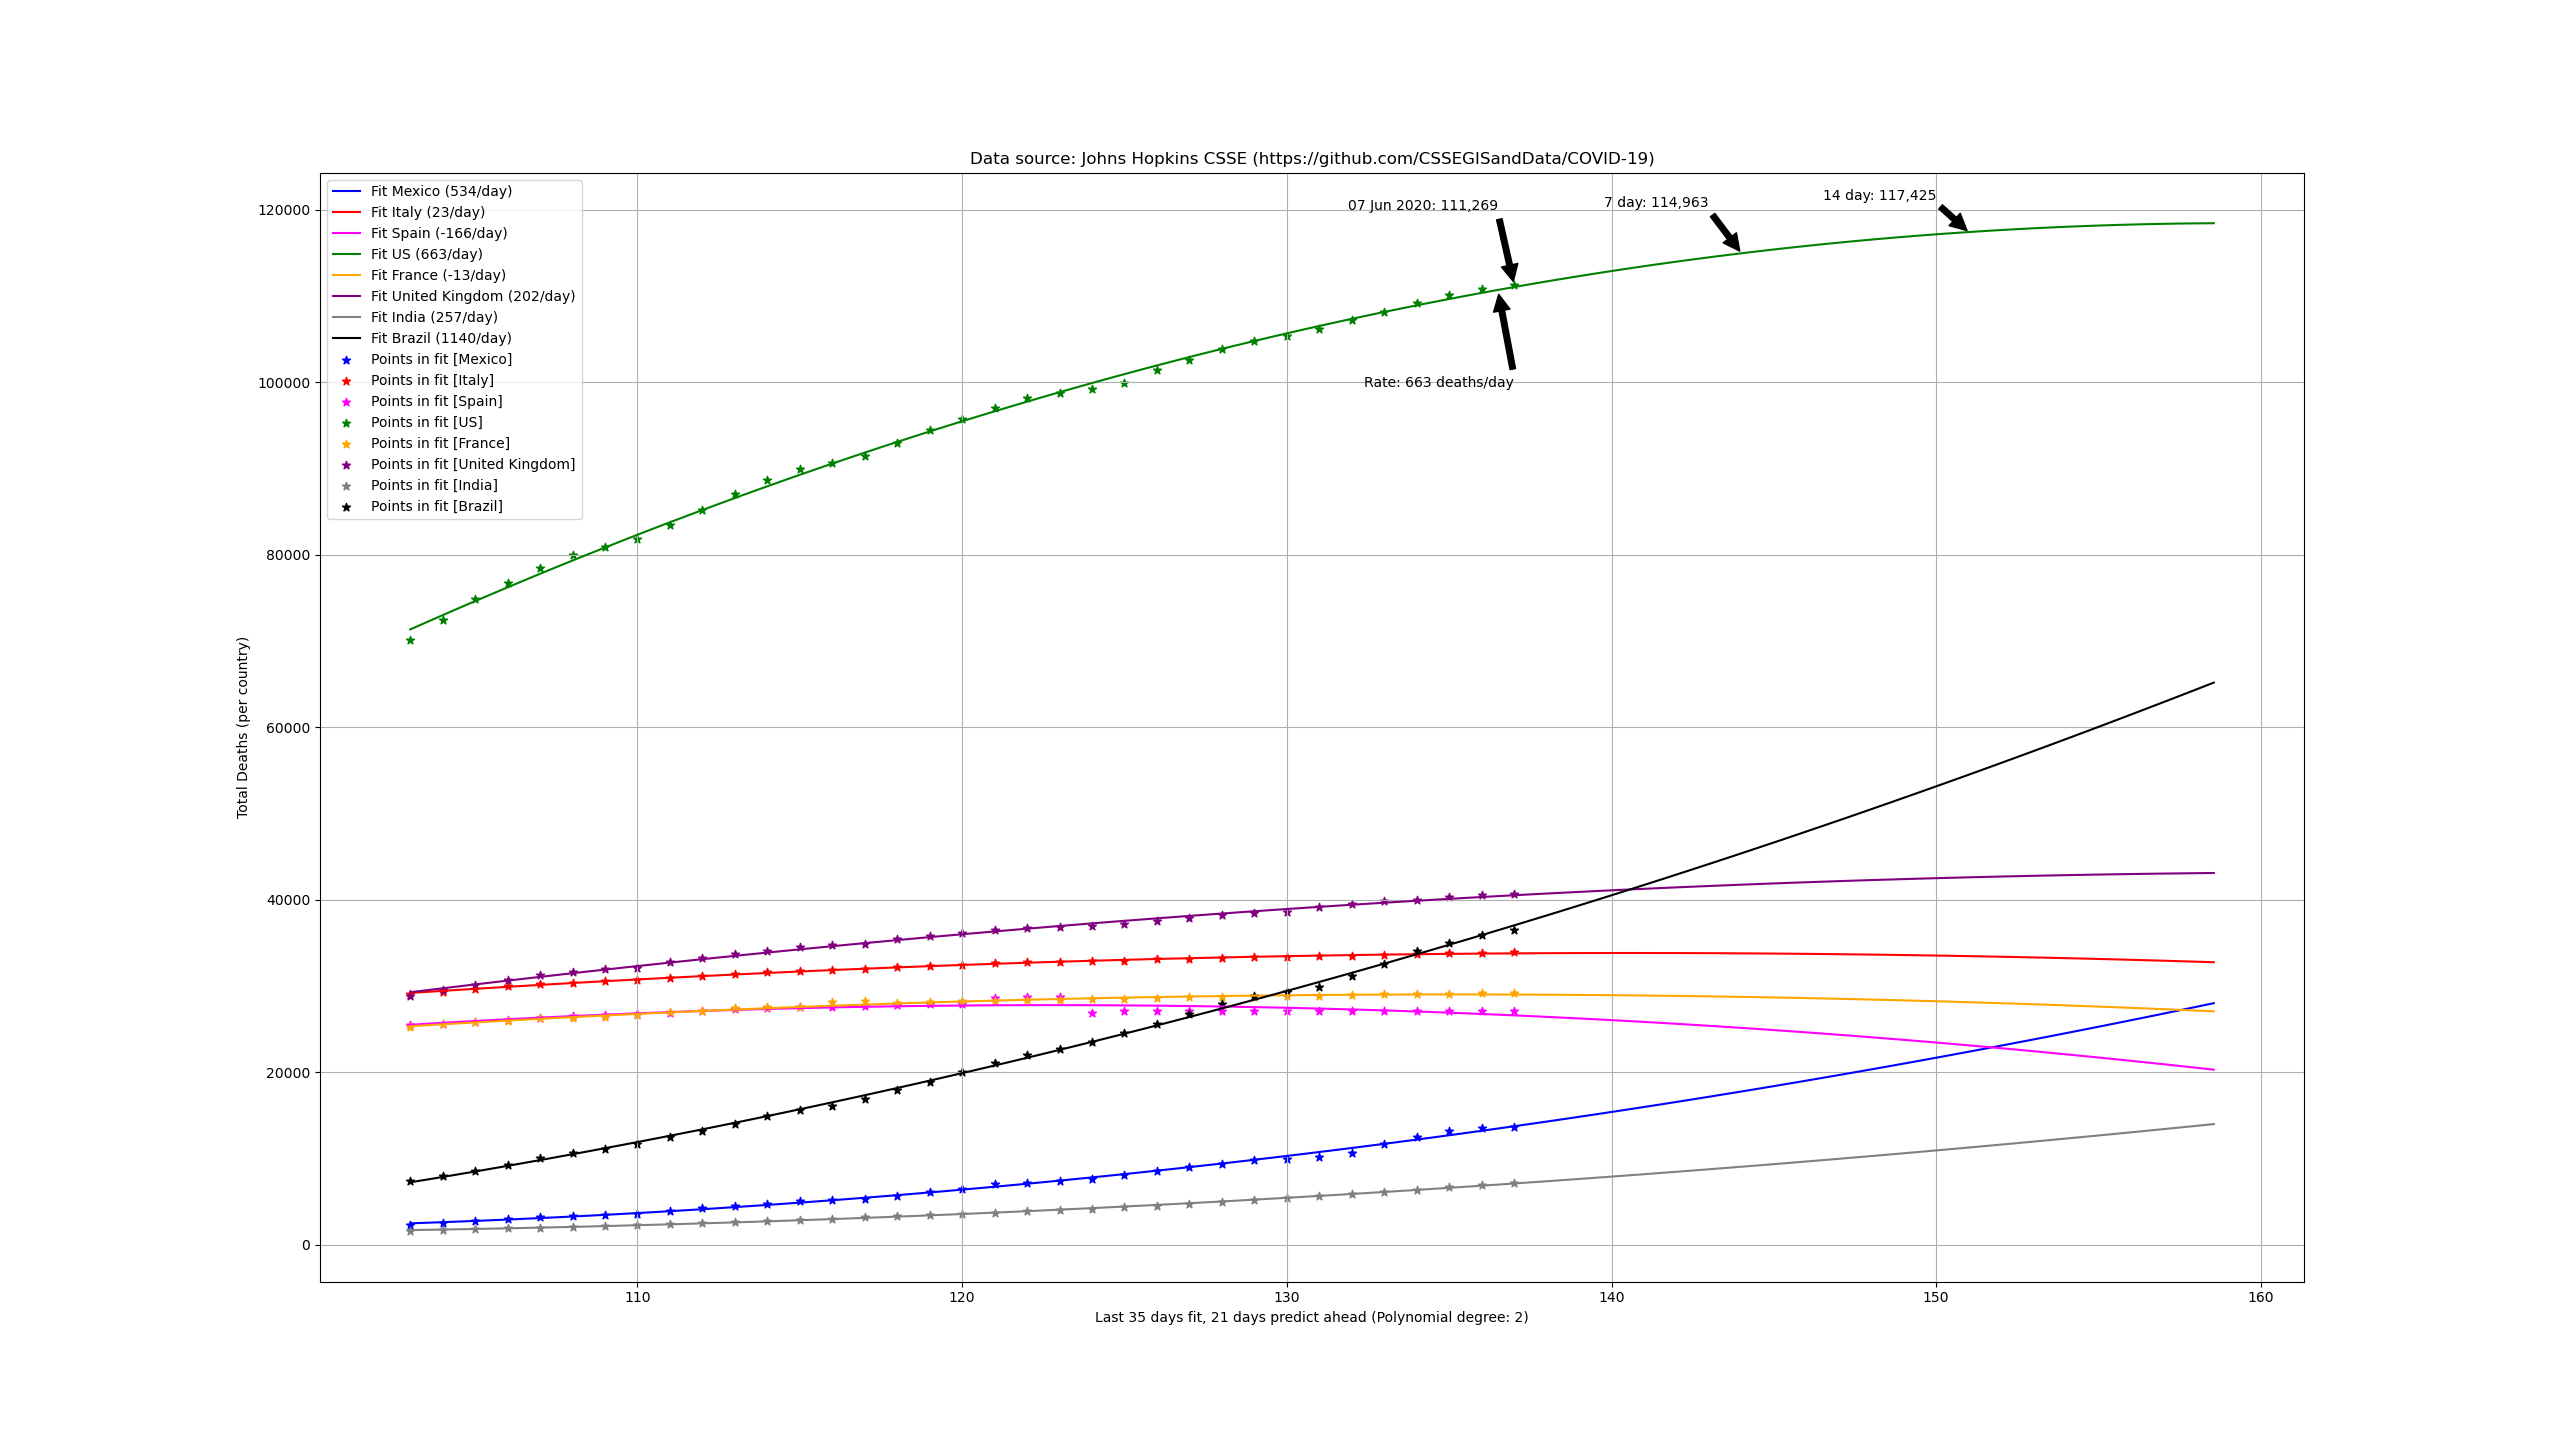 Data source: Johns Hopkins CSSE (https://github.com/CSSEGISandData/COVID-19)
Fit Mexico (534/day)
Fit Italy (23/day)
Fit Spain (-166/day)
Fit US (663/day)
Fit France (-13/day)
Fit United Kingdom (202/day)
Fit India (257/day)
Fit Brazil (1140/day)
Points in fit [Mexico]
Points in fit [Italy]
Points in fit [Spain]
Points in fit [US]
Points in fit [France]
Points in fit [United Kingdom]
Points in fit [India]
Points in fit [Brazil]
07 Jun 2020: 111,269
7 day: 114,963
14 day: 117,425
Rate: 663 deaths/day
Total Deaths (per country)
120000
100000
80000
60000
40000
20000
0
110
120
130
140
150
160
Last 35 days fit, 21 days predict ahead (Polynomial degree: 2)